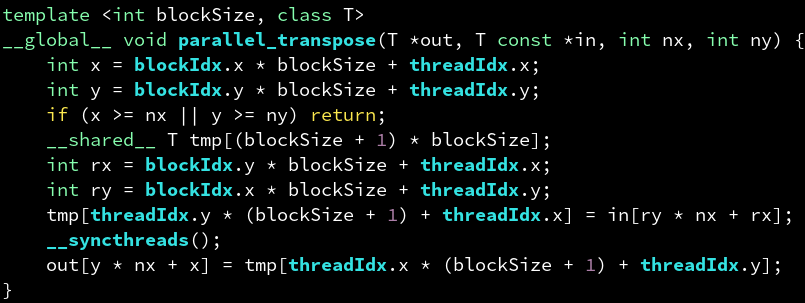 template <int blockSize, class T>
__global__ void parallel_transpose(T *out, T const *in, int nx, int ny) {
    int x = blockIdx.x * blockSize + threadIdx.x;
    int y = blockIdx.y * blockSize + threadIdx.y;
    if (x >= nx || y >= ny) return;
    __shared__ T tmp[(blockSize + 1) * blockSize];
    int rx = blockIdx.y * blockSize + threadIdx.x;
    int ry = blockIdx.x * blockSize + threadIdx.y;
    tmp[threadIdx.y * (blockSize + 1) + threadIdx.x] = in[ry * nx + rx];
    __syncthreads();
    out[y * nx + x] = tmp[threadIdx.x * (blockSize + 1) + threadIdx.y];
}